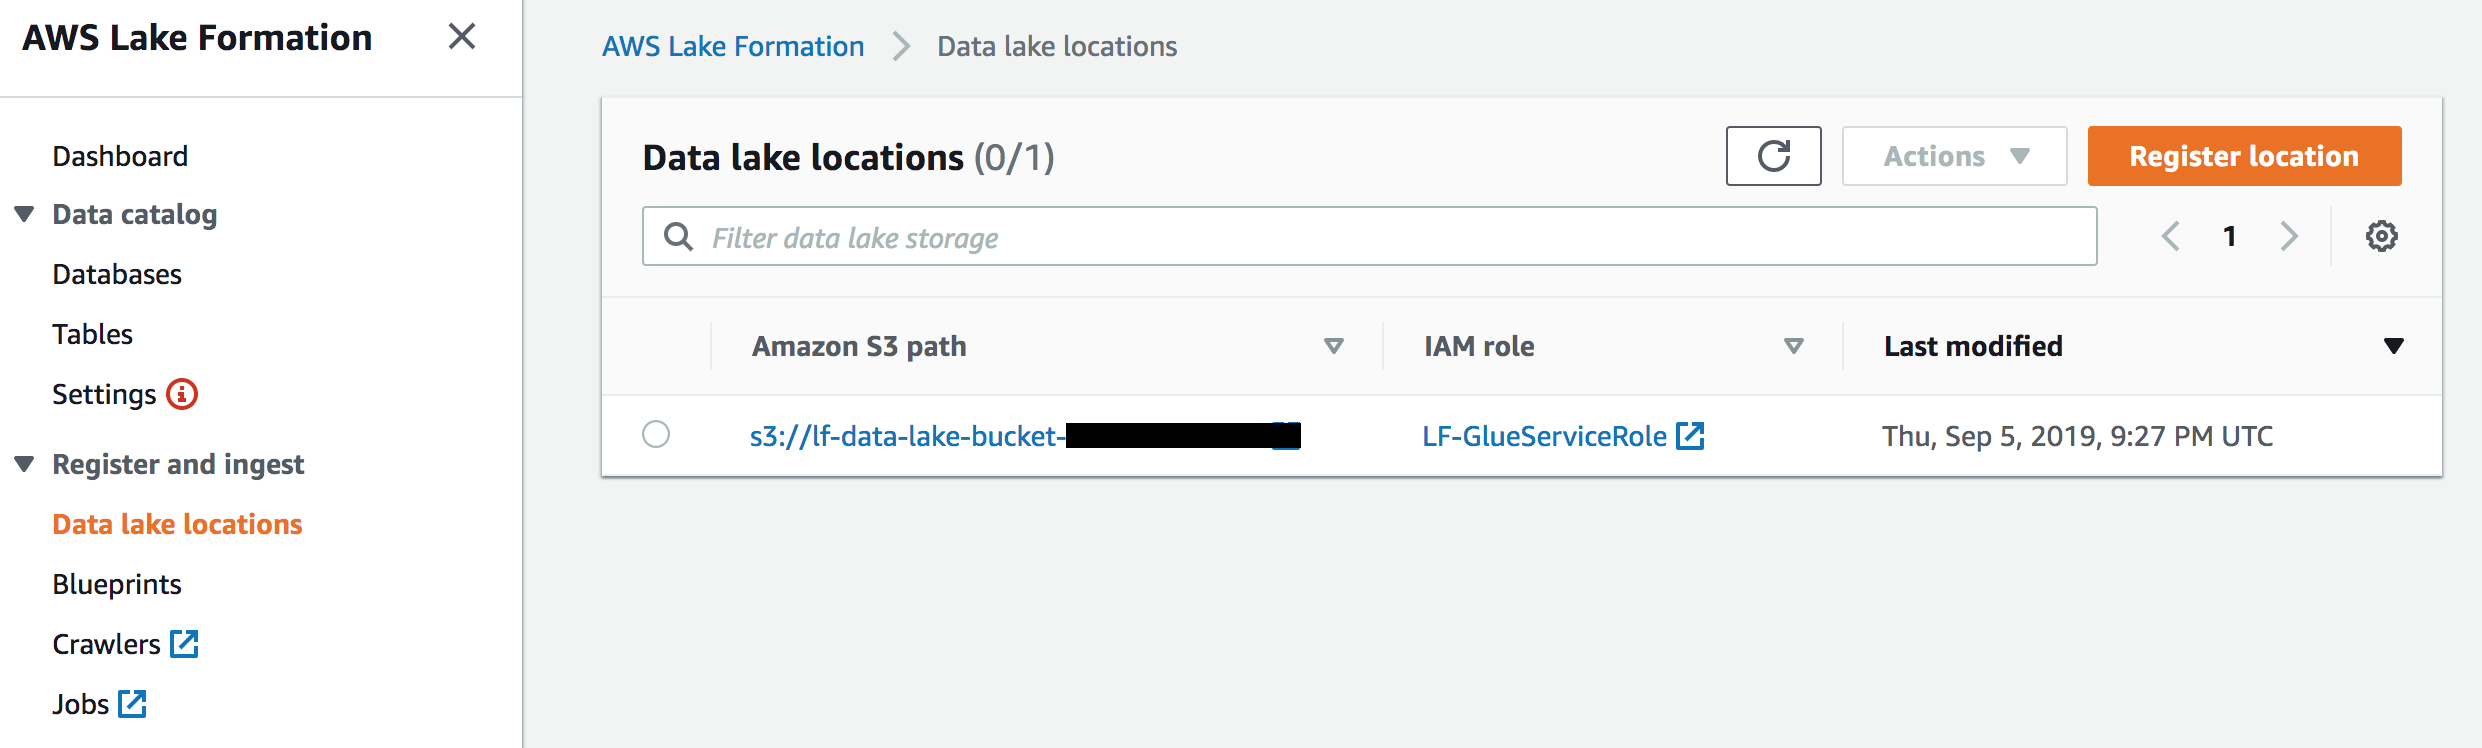 AWS Lake Formation
Dashboard
Data catalog
Databases
Tables
Settings
Register and ingest
Data lake locations
Blueprints
Crawlers
Jobs
AWS Lake Formation > Data lake locations
Data lake locations (0/1)
Actions
Register location
Filter data lake storage
1
Amazon S3 path IAM role Last modified
s3://lf-data-lake-bucket- LF-GlueServiceRole Thu, Sep 5, 2019, 9:27 PM UTC